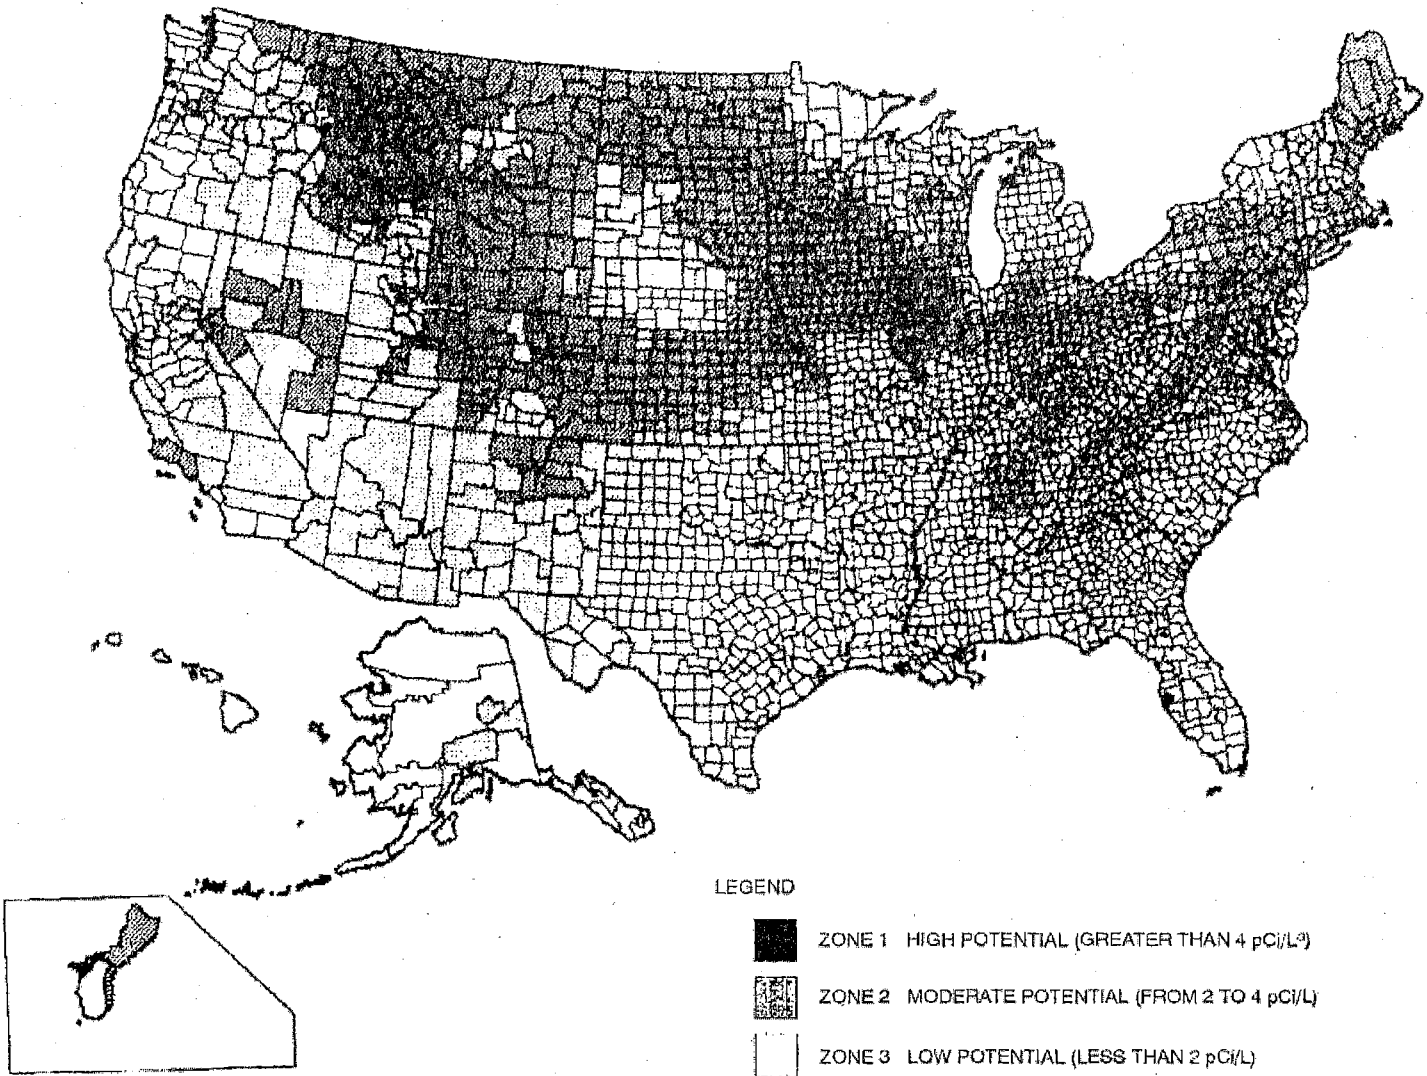 LEGEND
ZONE 1 HIGH POTENTIAL (GREATER THAN 4 pCi/Lª)
ZONE 2 MODERATE POTENTIAL (FROM 2 TO 4 pCi/L)
ZONE 3 LOW POTENTIAL (LESS THAN 2 pCi/L)